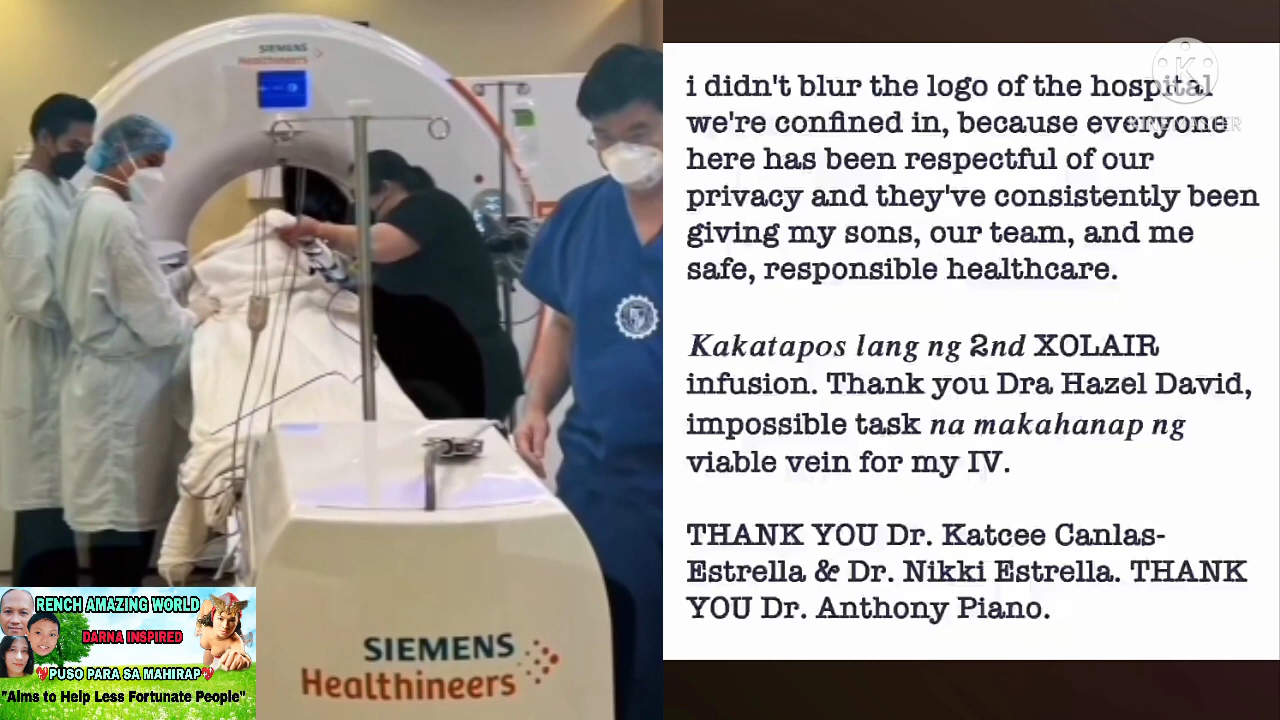 SIEMENS
Healthineers
SIEMENS
Healthineers
RENCH AMAZING WORLD
DARNA INSPIRED
PUSO PARA SA MAHIRAP
"Aims to Help Less Fortunate People"
i didn't blur the logo of the hospital
we're confined in, because everyone
here has been respectful of our
privacy and they've consistently been
giving my sons, our team, and me
safe, responsible healthcare.
Kakatapos lang ng 2nd XOLAIR
infusion. Thank you Dra Hazel David,
impossible task na makahanap ng
viable vein for my IV.
THANK YOU Dr. Katcee Canlas-
Estrella & Dr. Nikki Estrella. THANK
YOU Dr. Anthony Piano.
K
KINEMASTER